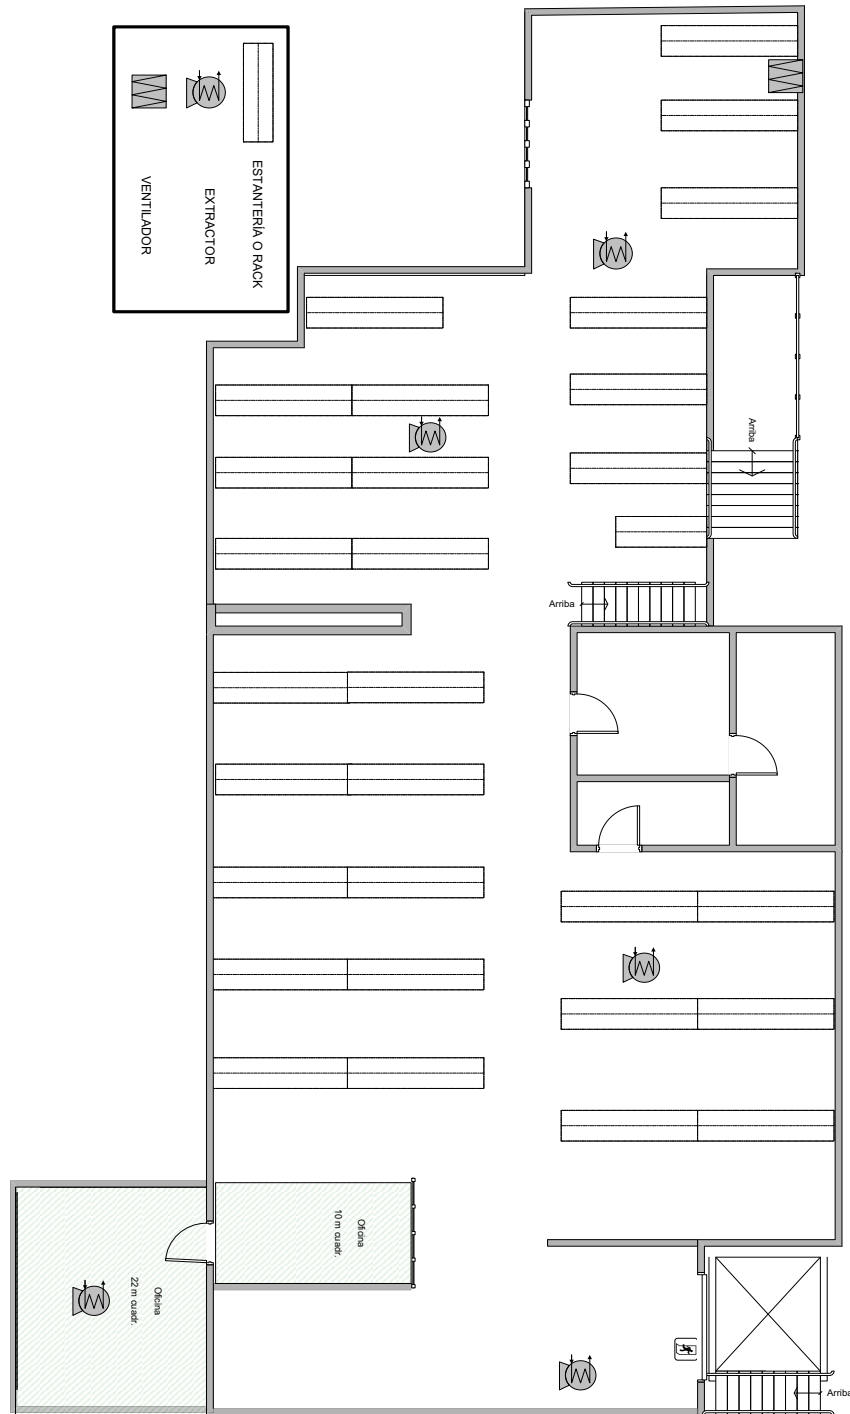 ESTANTERÍA O RACK
EXTRACTOR
VENTILADOR
Arriba
Arriba
Oficina
10 m cuadr.
Oficina
22 m cuadr.
Arriba